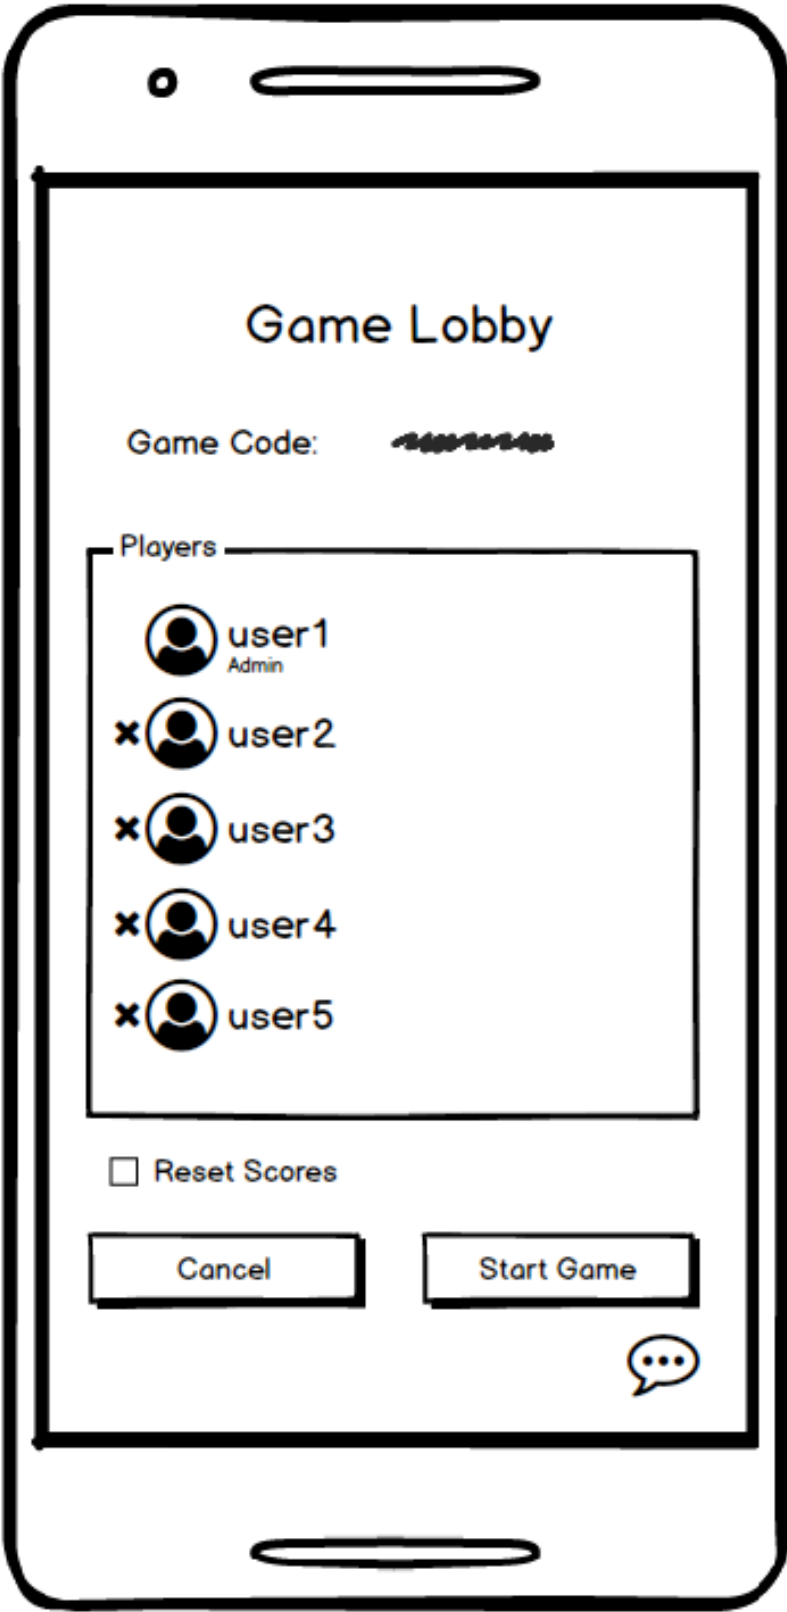 Game Lobby
Game Code:
Players
user1
Admin
user2
user3
user4
user5
Reset Scores
Cancel
Start Game